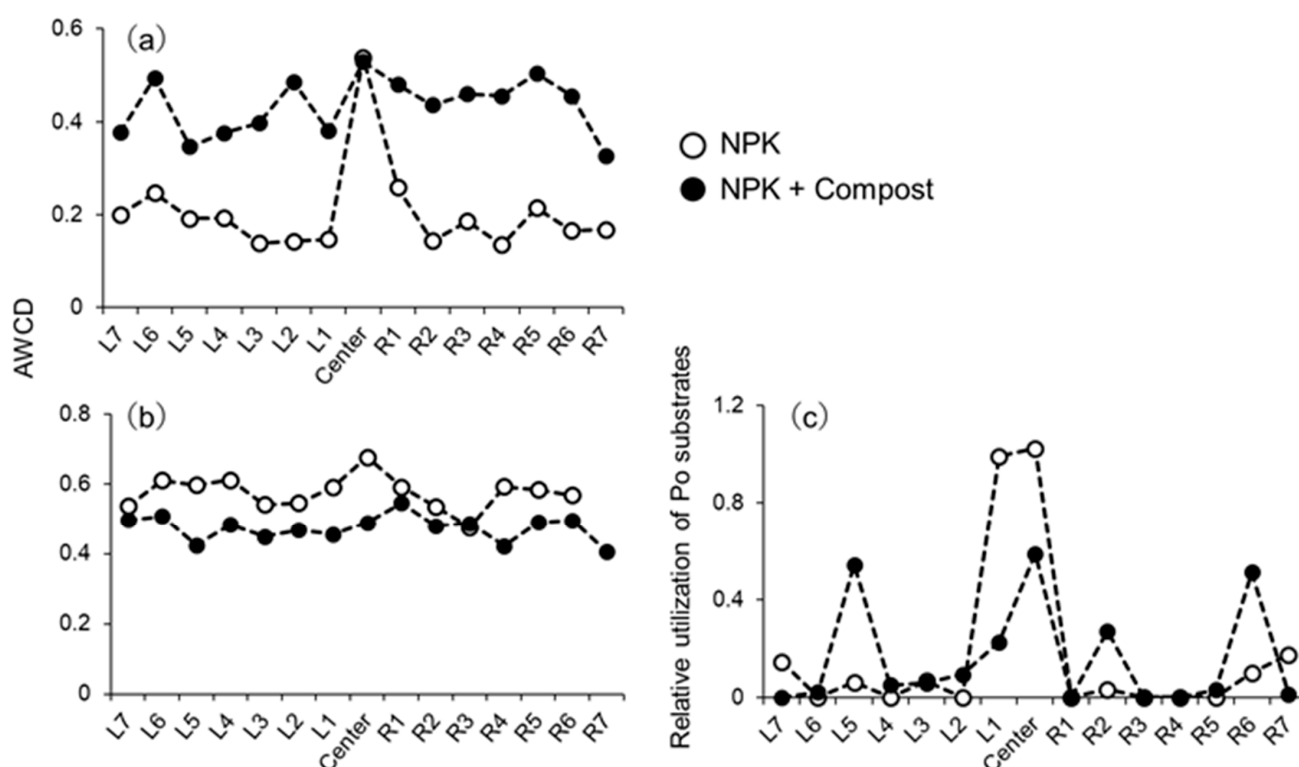 (a)
0.6
0.4
0.2
0
L7 L6 L5 L4 L3 L2 L1 Center R1 R2 R3 R4 R5 R6 R7
NPK
NPK + Compost
AWCD
(b)
0.8
0.6
0.4
0.2
0
L7 L6 L5 L4 L3 L2 L1 Center R1 R2 R3 R4 R5 R6 R7
Relative utilization of Po substrates
(c)
1.2
0.8
0.4
0
L7 L6 L5 L4 L3 L2 L1 Center R1 R2 R3 R4 R5 R6 R7